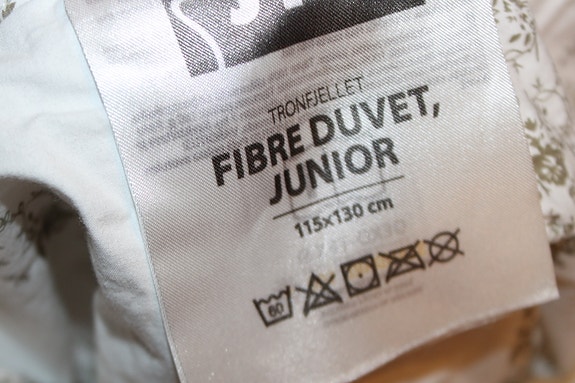 TRONFJELLET
FIBRE DUVET,
JUNIOR
115x130 cm
60